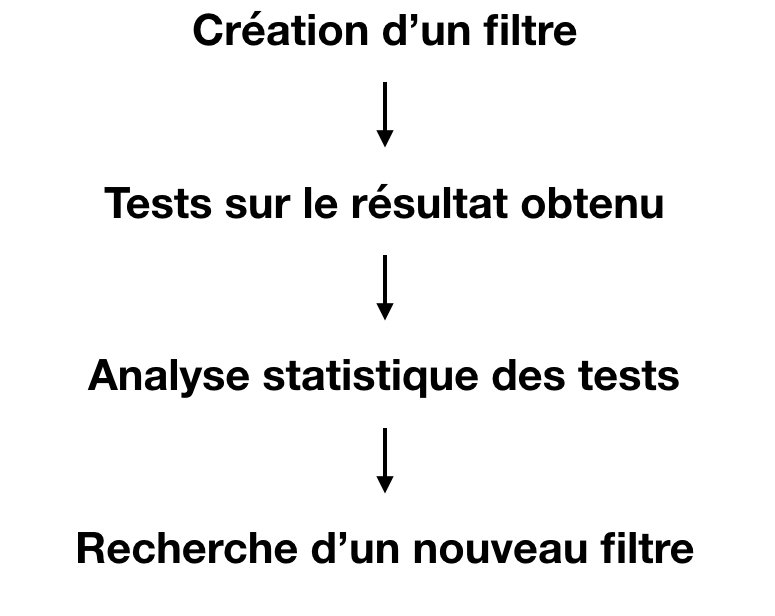 Création d’un filtre
Tests sur le résultat obtenu
Analyse statistique des tests
Recherche d’un nouveau filtre